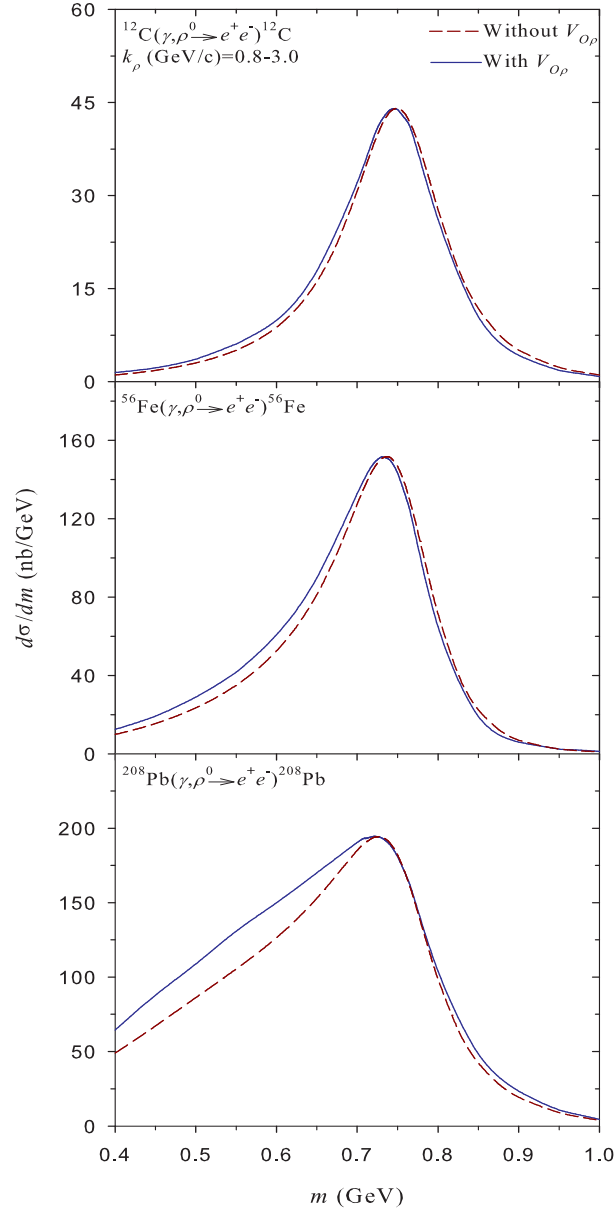 ¹²C(γ,ρ⁰→e⁺e⁻)¹²C
k_ρ (GeV/c)=0.8-3.0
Without V_Oρ
With V_Oρ
60
45
30
15
0
⁵⁶Fe(γ,ρ⁰→e⁺e⁻)⁵⁶Fe
160
120
80
40
0
dσ/dm (nb/GeV)
²⁰⁸Pb(γ,ρ⁰→e⁺e⁻)²⁰⁸Pb
200
150
100
50
0
0.4 0.5 0.6 0.7 0.8 0.9 1.0
m (GeV)